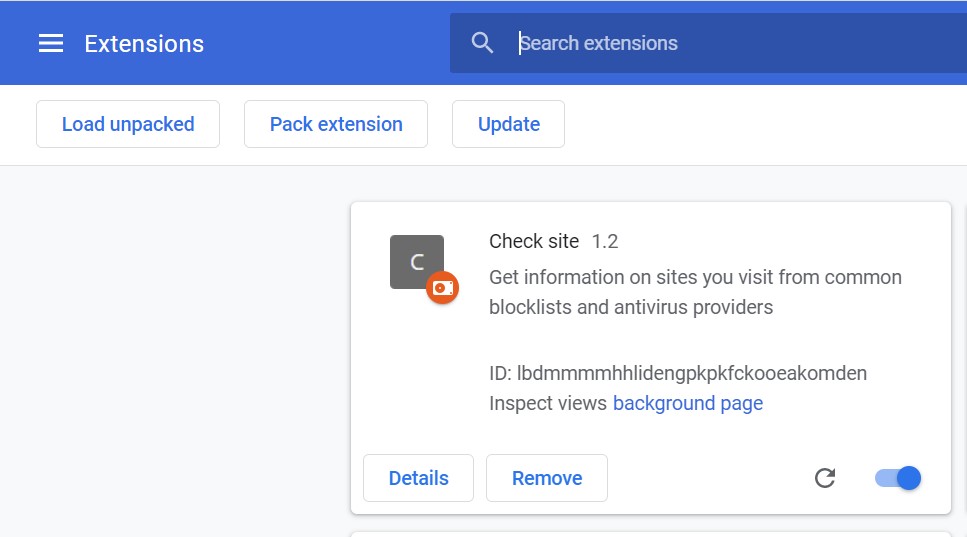 Extensions
Search extensions
Load unpacked
Pack extension
Update
Check site 1.2
C
Get information on sites you visit from common
blocklists and antivirus providers
ID: lbdmmmmhhlidengpkpkfckooeakomden
Inspect views background page
Details
Remove